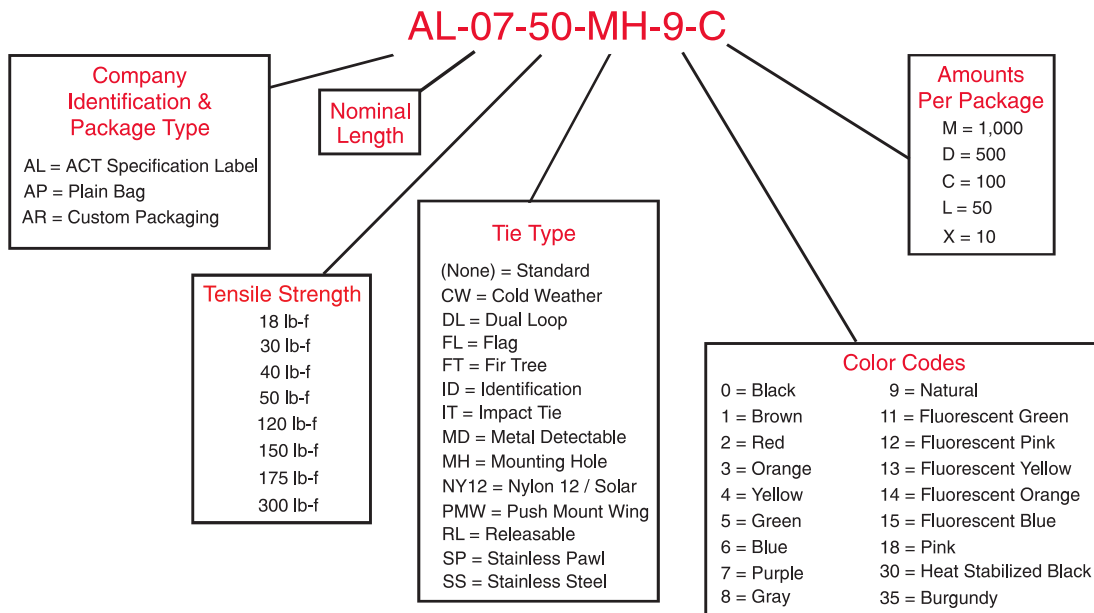 AL-07-50-MH-9-C
Company
Identification &
Package Type
AL = ACT Specification Label
AP = Plain Bag
AR = Custom Packaging
Nominal
Length
Tensile Strength
18 lb-f
30 lb-f
40 lb-f
50 lb-f
120 lb-f
150 lb-f
175 lb-f
300 lb-f
Tie Type
(None) = Standard
CW = Cold Weather
DL = Dual Loop
FL = Flag
FT = Fir Tree
ID = Identification
IT = Impact Tie
MD = Metal Detectable
MH = Mounting Hole
NY12 = Nylon 12 / Solar
PMW = Push Mount Wing
RL = Releasable
SP = Stainless Pawl
SS = Stainless Steel
Amounts
Per Package
M = 1,000
D = 500
C = 100
L = 50
X = 10
Color Codes
0 = Black
1 = Brown
2 = Red
3 = Orange
4 = Yellow
5 = Green
6 = Blue
7 = Purple
8 = Gray
9 = Natural
11 = Fluorescent Green
12 = Fluorescent Pink
13 = Fluorescent Yellow
14 = Fluorescent Orange
15 = Fluorescent Blue
18 = Pink
30 = Heat Stabilized Black
35 = Burgundy